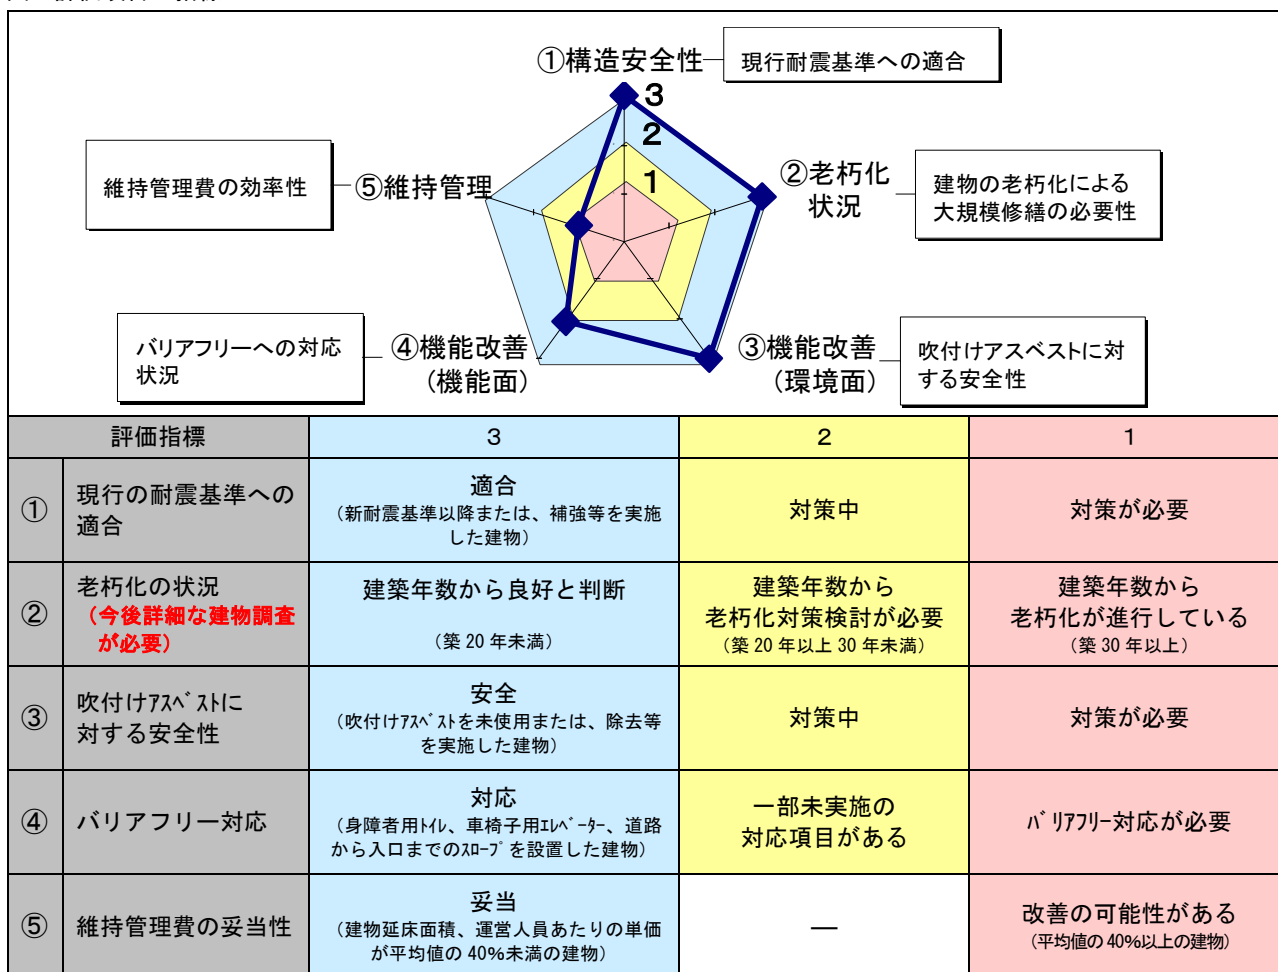 ①構造安全性
現行耐震基準への適合
3
2
1
維持管理費の効率性
⑤維持管理
②老朽化
状況
建物の老朽化による
大規模修繕の必要性
バリアフリーへの対応
状況
④機能改善
(機能面)
③機能改善
(環境面)
吹付けアスベストに対
する安全性
評価指標
3
2
1
①
現行の耐震基準への
適合
適合
(新耐震基準以降または、補強等を実施
した建物)
対策中
対策が必要
②
老朽化の状況
(今後詳細な建物調査
が必要)
建築年数から良好と判断
(築 20 年未満)
建築年数から
老朽化対策検討が必要
(築 20 年以上 30 年未満)
建築年数から
老朽化が進行している
(築 30 年以上)
③
吹付けアスベストに
対する安全性
安全
(吹付けアスベストを未使用または、除去等
を実施した建物)
対策中
対策が必要
④
バリアフリー対応
対応
(身障者用トイレ、車椅子用エレベーター、道路
から入口までのスロープを設置した建物)
一部未実施の
対応項目がある
バリアフリー対応が必要
⑤
維持管理費の妥当性
妥当
(建物延床面積、運営人員あたりの単価
が平均値の 40%未満の建物)
―
改善の可能性がある
(平均値の 40%以上の建物)